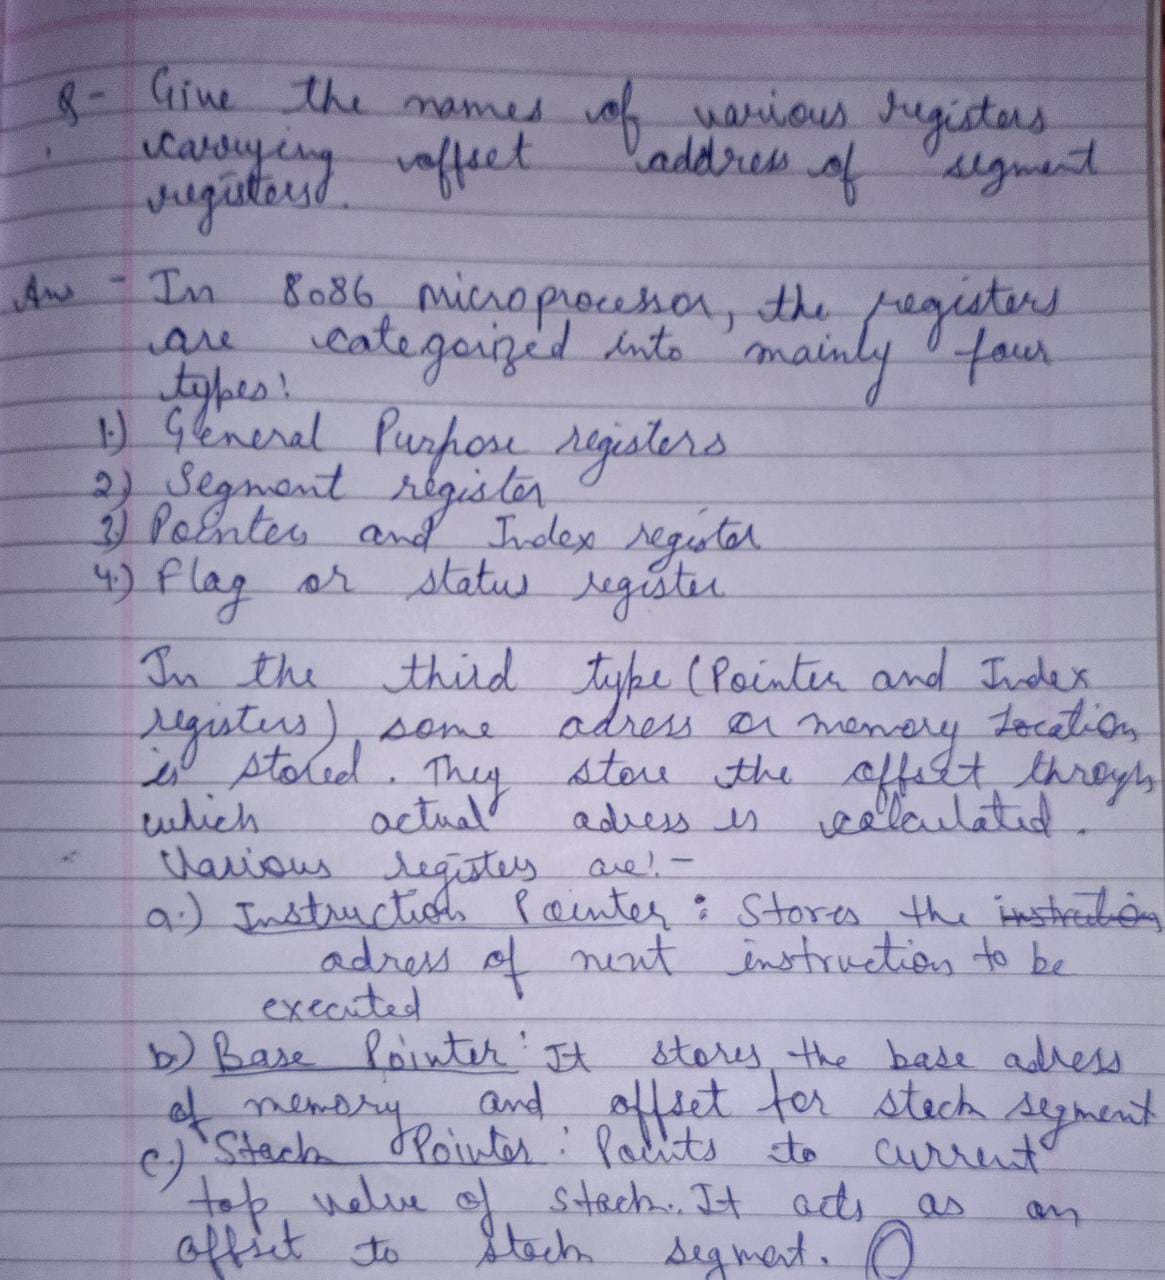 Q- Give the names of various registers
carrying offset address of segment
registers.
Ans - In 8086 microprocessor, the registers
are categorized into mainly four
types:
1.) General Purpose registers
2) Segment register
3) Pointer and Index register
4.) Flag or status register
In the third type (Pointer and Index
registers) some adress or memory location
is stored. They store the offset through
which actual adress is calculated.
Various registers are:-
a.) Instruction Pointer : Stores the instruction
adress of next instruction to be
executed
b.) Base Pointer : It stores the base adress
of memory and offset for stack segment
c.) Stack Pointer : Points to current
top value of stack. It acts as an
offset to stack segment.